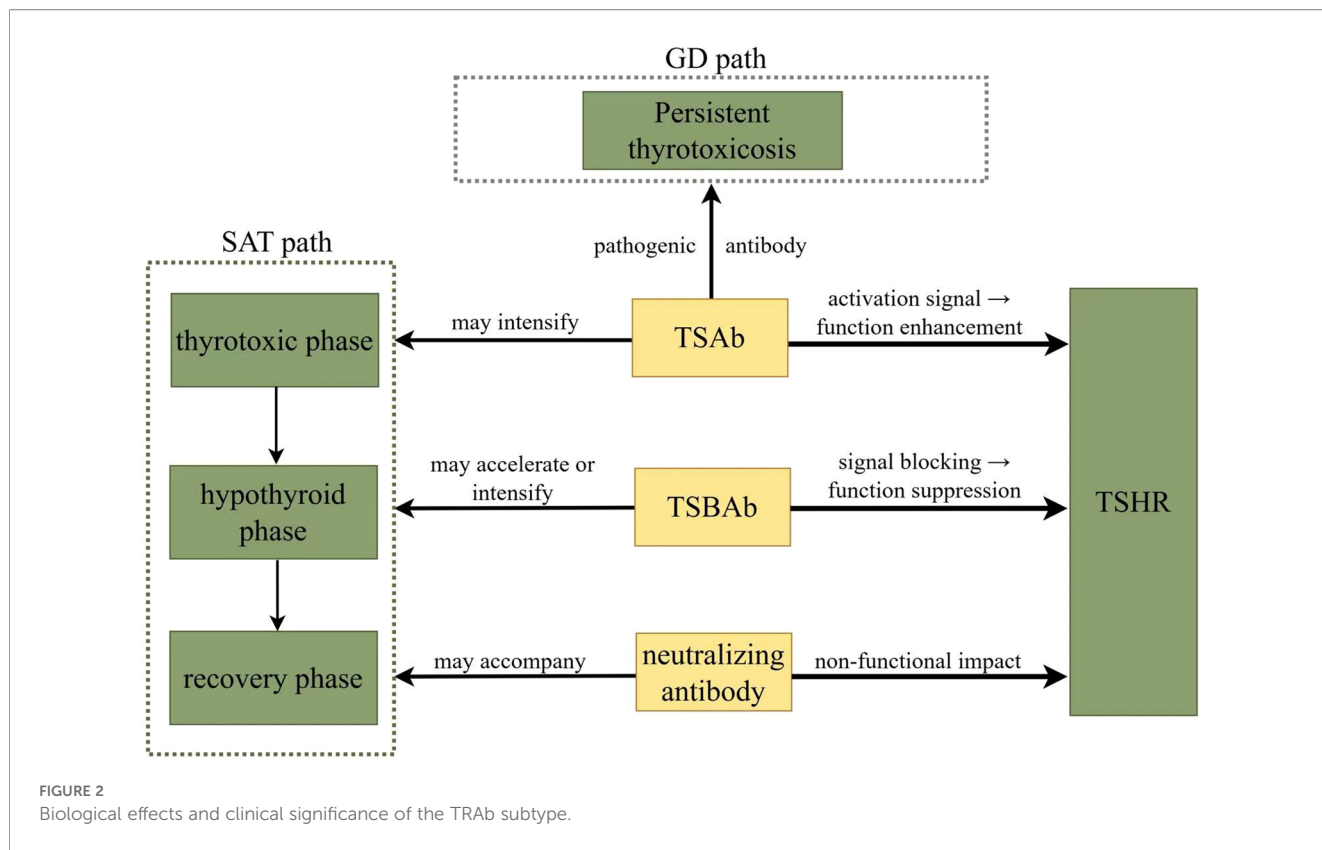 GD path
Persistent
thyrotoxicosis
SAT path
pathogenic antibody
thyrotoxic phase
may intensify
TSAb
activation signal →
function enhancement
hypothyroid
phase
may accelerate or
intensify
TSBAb
signal blocking →
function suppression
TSHR
recovery phase
may accompany
neutralizing
antibody
non-functional impact
FIGURE 2
Biological effects and clinical significance of the TRAb subtype.